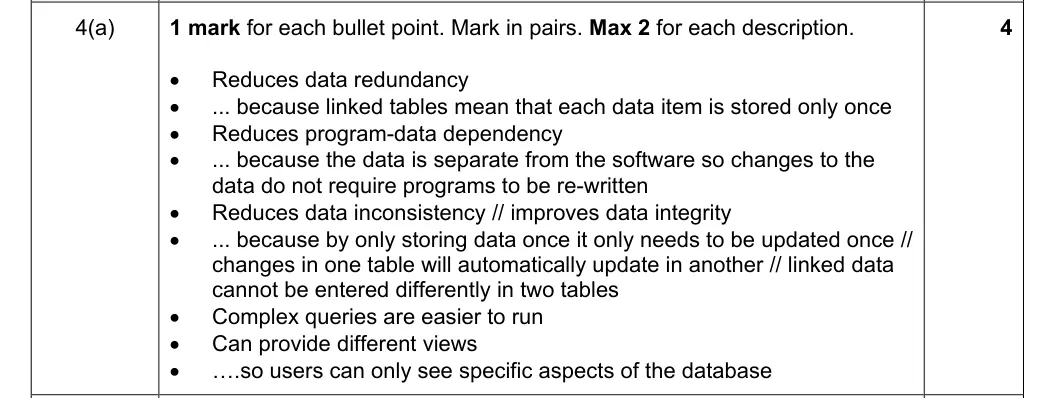 4(a) 1 mark for each bullet point. Mark in pairs. Max 2 for each description. 4
• Reduces data redundancy
• ... because linked tables mean that each data item is stored only once
• Reduces program-data dependency
• ... because the data is separate from the software so changes to the
data do not require programs to be re-written
• Reduces data inconsistency // improves data integrity
• ... because by only storing data once it only needs to be updated once //
changes in one table will automatically update in another // linked data
cannot be entered differently in two tables
• Complex queries are easier to run
• Can provide different views
• ….so users can only see specific aspects of the database